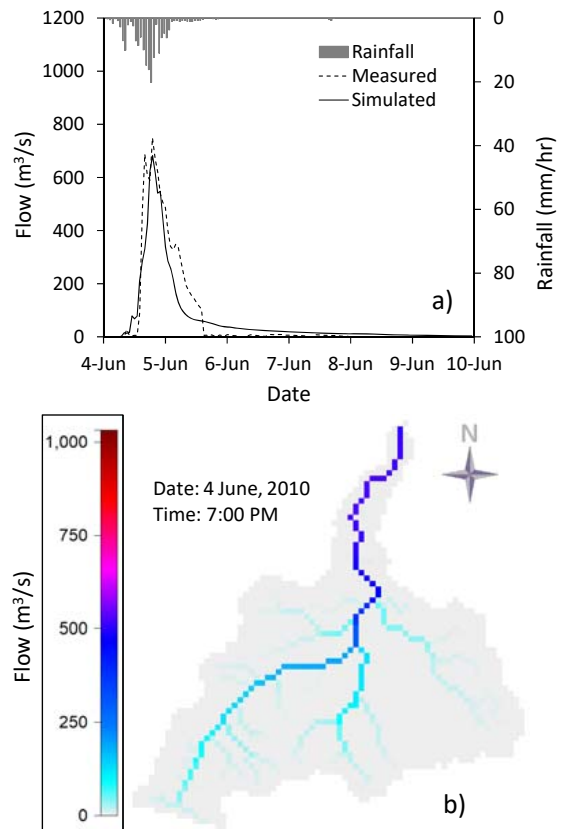 1200
1000
800
600
400
200
0
Flow (m³/s)
0
20
40
60
80
100
Rainfall (mm/hr)
Rainfall
Measured
Simulated
a)
4-Jun 5-Jun 6-Jun 7-Jun 8-Jun 9-Jun 10-Jun
Date
1,000
750
500
250
0
Flow (m³/s)
Date: 4 June, 2010
Time: 7:00 PM
N
b)